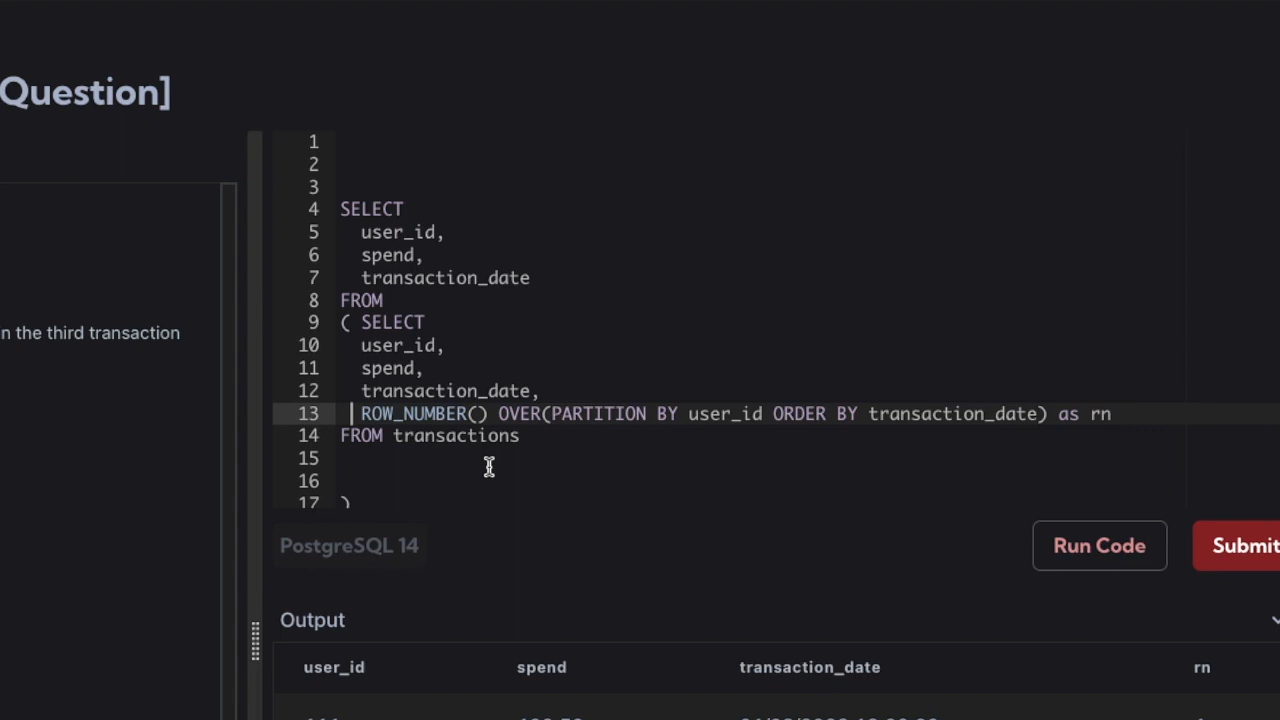 Question]
n the third transaction
1
2
3
4 SELECT
5 user_id,
6 spend,
7 transaction_date
8 FROM
9 ( SELECT
10 user_id,
11 spend,
12 transaction_date,
13 ROW_NUMBER() OVER(PARTITION BY user_id ORDER BY transaction_date) as rn
14 FROM transactions
15
16
17 )
PostgreSQL 14
Run Code
Submit
Output
user_id spend transaction_date rn